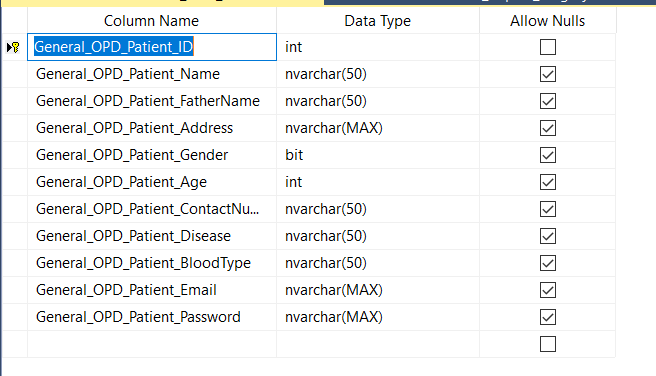 Column Name Data Type Allow Nulls
General_OPD_Patient_ID int
General_OPD_Patient_Name nvarchar(50)
General_OPD_Patient_FatherName nvarchar(50)
General_OPD_Patient_Address nvarchar(MAX)
General_OPD_Patient_Gender bit
General_OPD_Patient_Age int
General_OPD_Patient_ContactNu... nvarchar(50)
General_OPD_Patient_Disease nvarchar(50)
General_OPD_Patient_BloodType nvarchar(50)
General_OPD_Patient_Email nvarchar(MAX)
General_OPD_Patient_Password nvarchar(MAX)